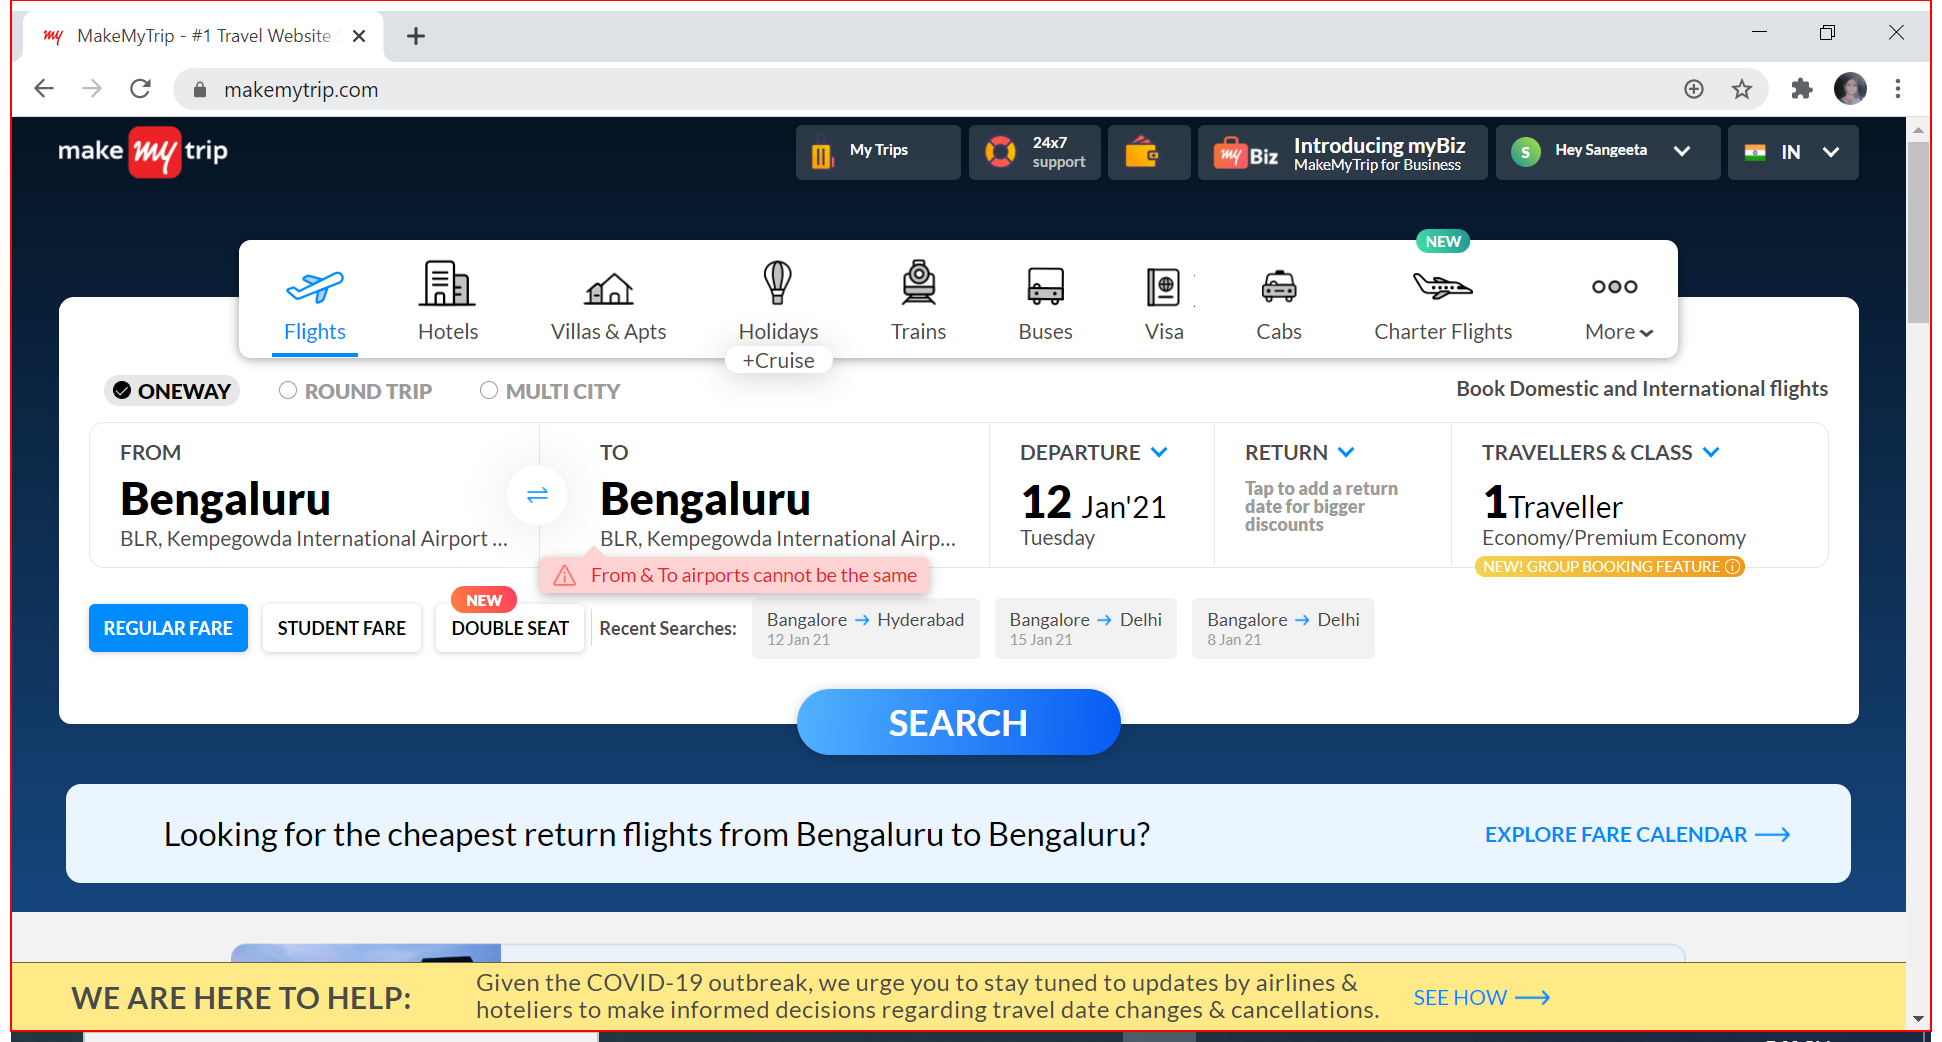 my MakeMyTrip - #1 Travel Website
makemytrip.com
make my trip
My Trips
24x7
support
my Biz
Introducing myBiz
MakeMyTrip for Business
S
Hey Sangeeta
IN
NEW
Flights
Hotels
Villas & Apts
Holidays
+Cruise
Trains
Buses
Visa
Cabs
Charter Flights
More
ONEWAY
ROUND TRIP
MULTI CITY
Book Domestic and International flights
FROM
Bengaluru
BLR, Kempegowda International Airport ...
TO
Bengaluru
BLR, Kempegowda International Airp...
From & To airports cannot be the same
DEPARTURE
12 Jan'21
Tuesday
RETURN
Tap to add a return
date for bigger
discounts
TRAVELLERS & CLASS
1Traveller
Economy/Premium Economy
NEW! GROUP BOOKING FEATURE
REGULAR FARE
STUDENT FARE
NEW
DOUBLE SEAT
Recent Searches:
Bangalore → Hyderabad
12 Jan 21
Bangalore → Delhi
15 Jan 21
Bangalore → Delhi
8 Jan 21
SEARCH
Looking for the cheapest return flights from Bengaluru to Bengaluru?
EXPLORE FARE CALENDAR
WE ARE HERE TO HELP:
Given the COVID-19 outbreak, we urge you to stay tuned to updates by airlines &
hoteliers to make informed decisions regarding travel date changes & cancellations.
SEE HOW